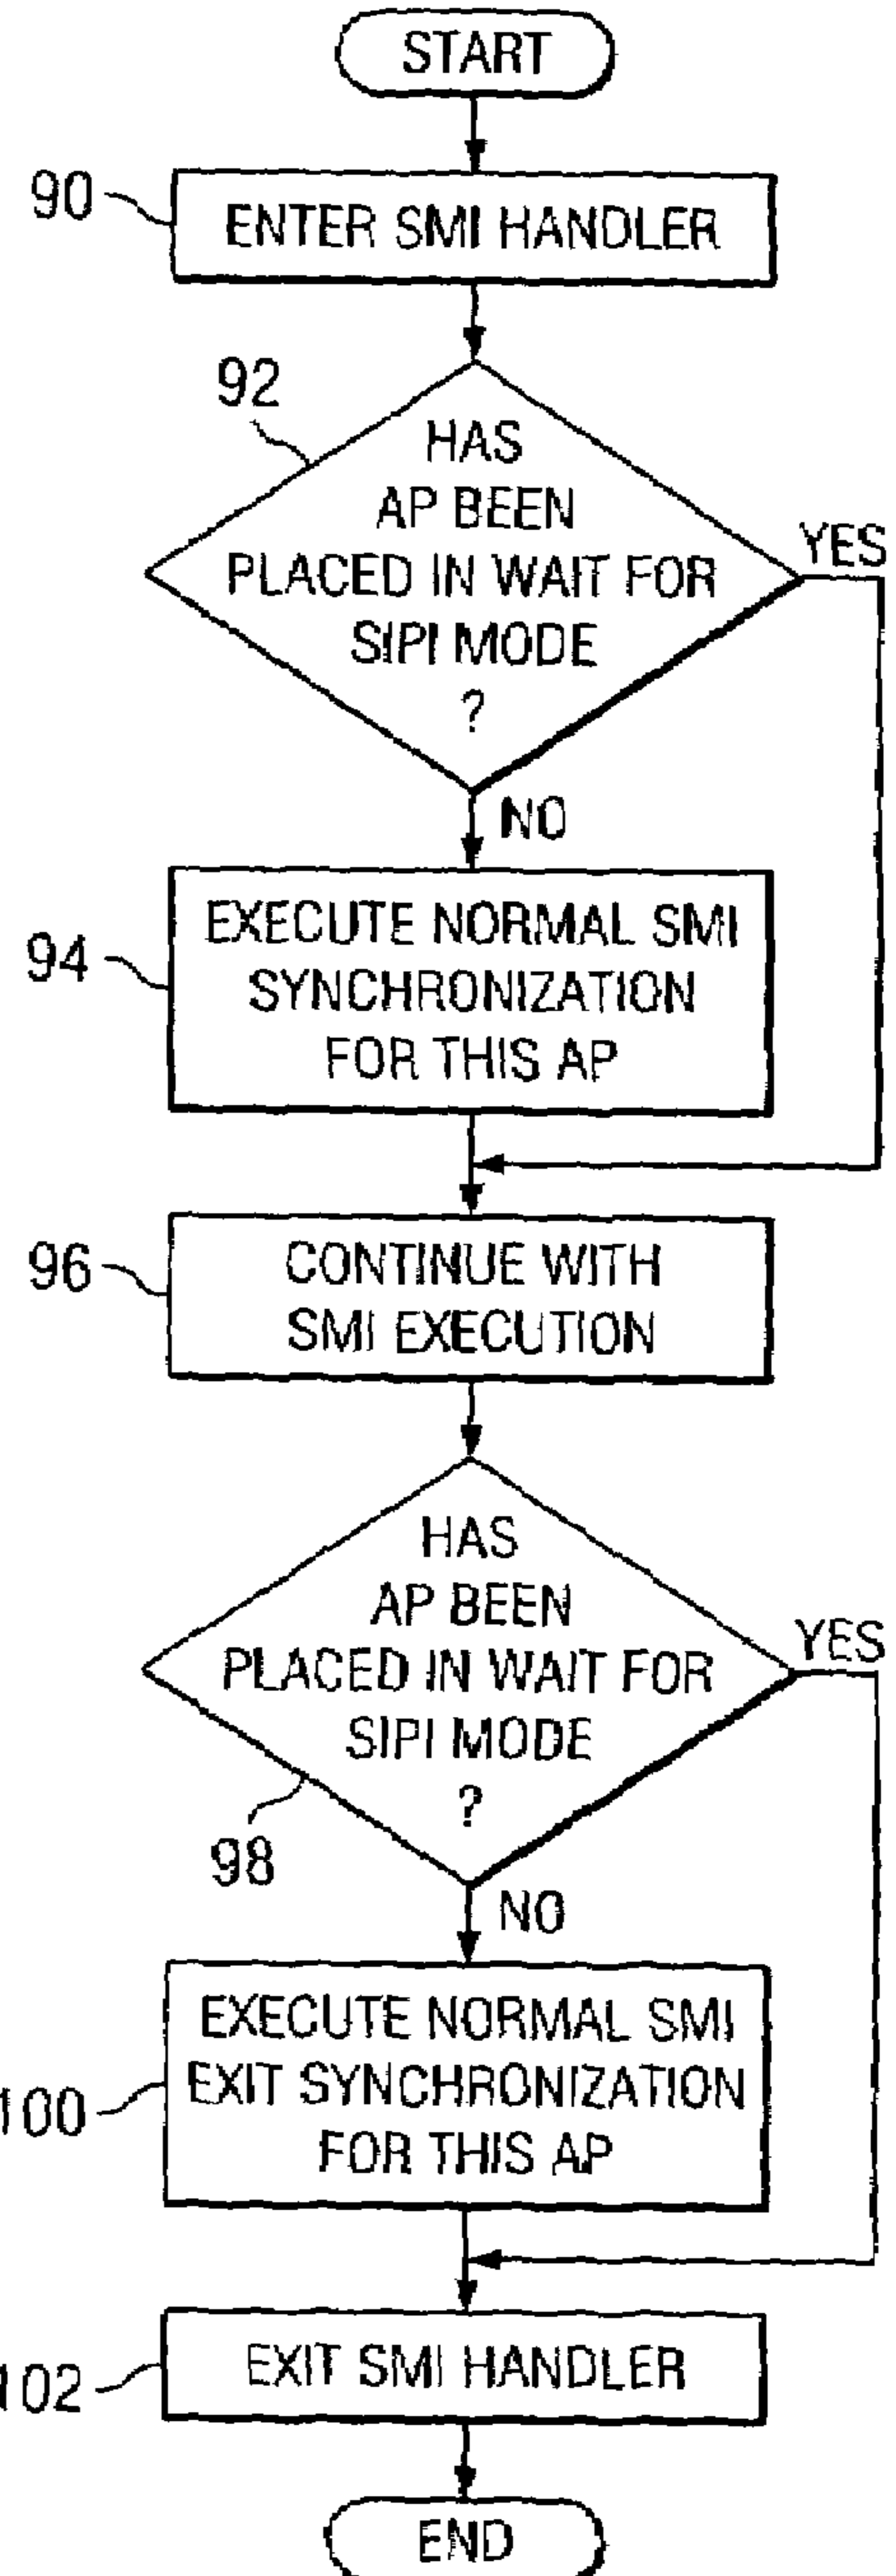 START
90
ENTER SMI HANDLER
92
HAS
AP BEEN
PLACED IN WAIT FOR
SIPI MODE
?
YES
NO
94
EXECUTE NORMAL SMI
SYNCHRONIZATION
FOR THIS AP
96
CONTINUE WITH
SMI EXECUTION
HAS
AP BEEN
PLACED IN WAIT FOR
SIPI MODE
?
YES
98
NO
100
EXECUTE NORMAL SMI
EXIT SYNCHRONIZATION
FOR THIS AP
102
EXIT SMI HANDLER
END